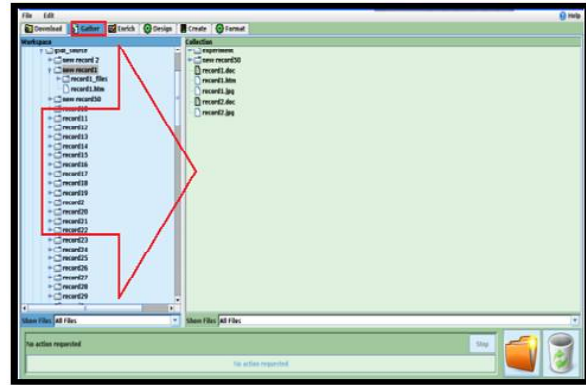 File Edit
Help
Download Gather Enrich Design Create Format
Workspace
new record 2
new record1
record1_files
record1.htm
new record50
record10
record11
record12
record13
record14
record15
record16
record17
record18
record19
record2
record20
record21
record22
record23
record24
record25
record26
record27
record28
record29
Show Files All Files
Collection
experiment
new record50
record1.doc
record1.htm
record1.jpg
record2.doc
record2.jpg
Show Files All Files
No action requested
Stop
No action requested